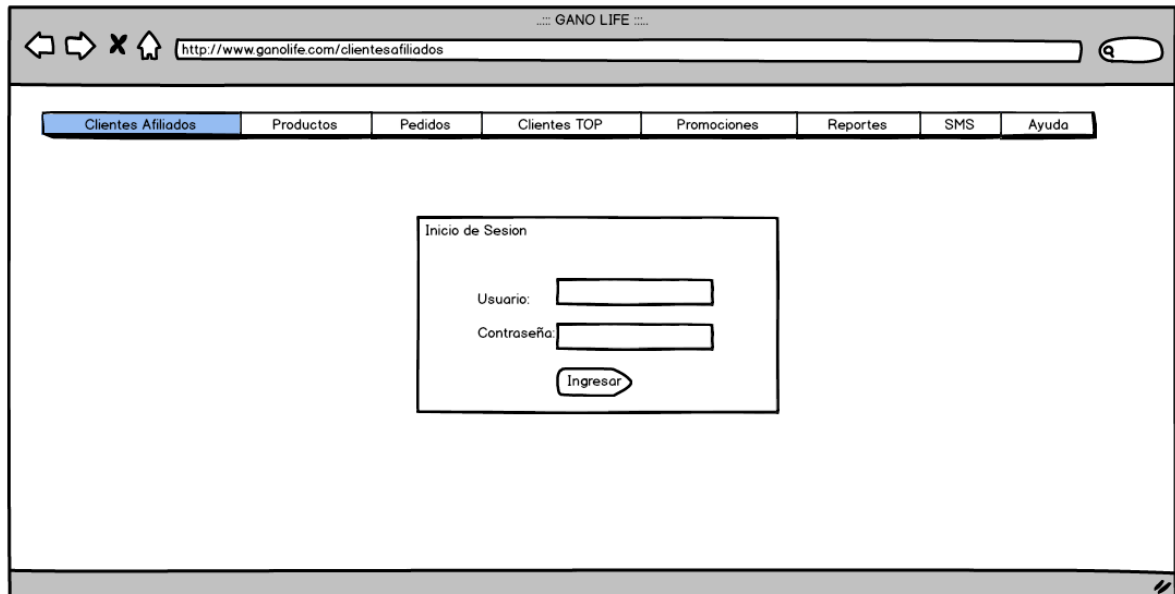 ..::: GANO LIFE :::..
http://www.ganolife.com/clientesafiliados
Clientes Afiliados Productos Pedidos Clientes TOP Promociones Reportes SMS Ayuda
Inicio de Sesion
Usuario:
Contraseña:
Ingresar